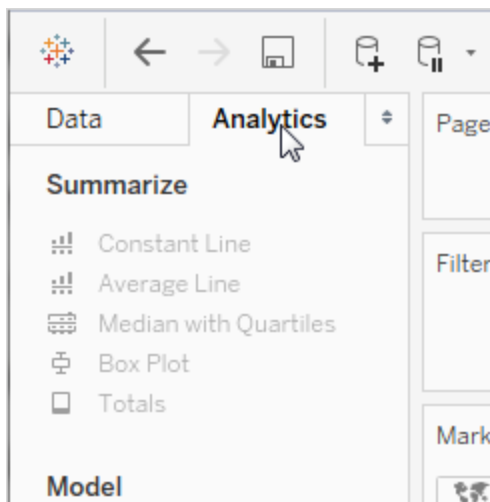 Data
Analytics
Page
Summarize
Constant Line
Average Line
Median with Quartiles
Box Plot
Totals
Filter
Mark
Model